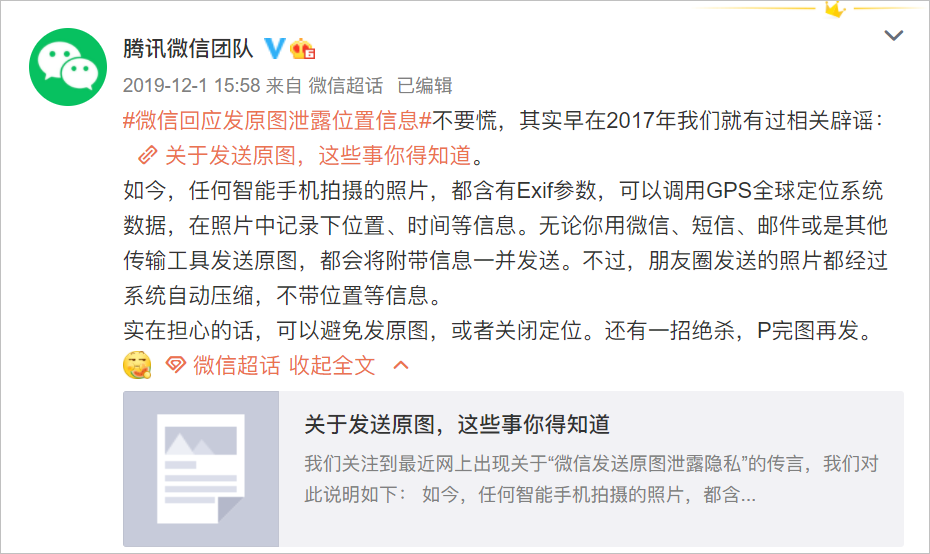 腾讯微信团队
2019-12-1 15:58 来自 微信超话 已编辑
#微信回应发原图泄露位置信息#不要慌，其实早在2017年我们就有过相关辟谣：
关于发送原图，这些事你得知道。
如今，任何智能手机拍摄的照片，都含有Exif参数，可以调用GPS全球定位系统
数据，在照片中记录下位置、时间等信息。无论你用微信、短信、邮件或是其他
传输工具发送原图，都会将附带信息一并发送。不过，朋友圈发送的照片都经过
系统自动压缩，不带位置等信息。
实在担心的话，可以避免发原图，或者关闭定位。还有一招绝杀，P完图再发。
微信超话 收起全文
关于发送原图，这些事你得知道
我们关注到最近网上出现关于“微信发送原图泄露隐私”的传言，我们对
此说明如下： 如今，任何智能手机拍摄的照片，都含...